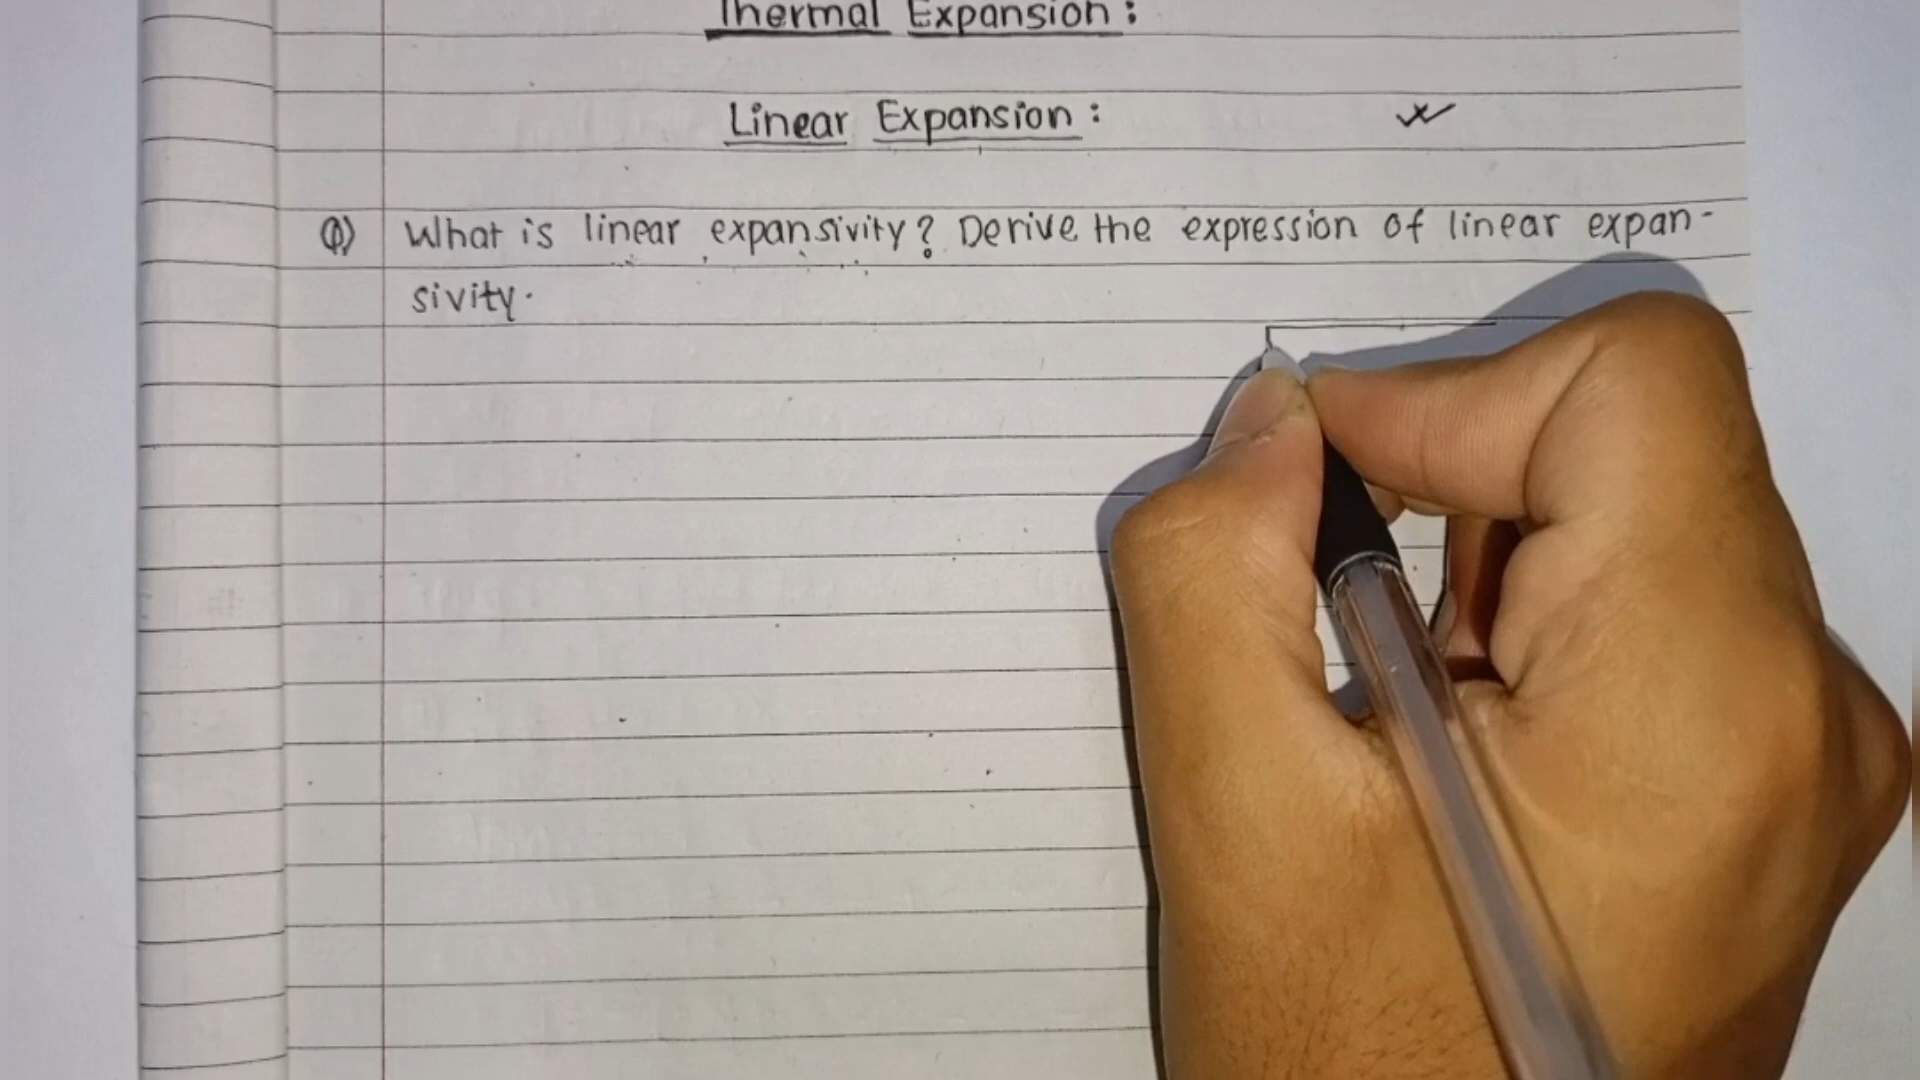 Thermal Expansion:
Linear Expansion:
Q) What is linear expansivity? Derive the expression of linear expan-
sivity.